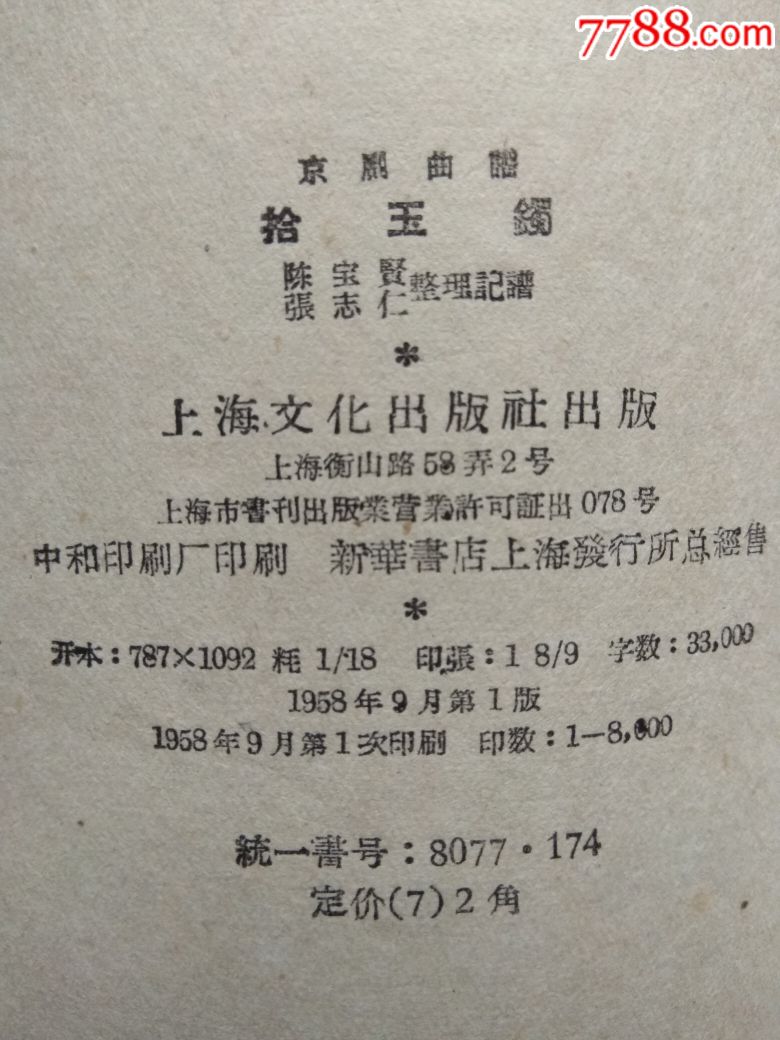 7788.com
京剧曲譜
拾玉鐲
陈宝賢
張志仁 整理記譜
*
上海文化出版社出版
上海衡山路58弄2号
上海市書刊出版業营業許可証出078号
中和印刷厂印刷 新華書店上海發行所总經售
*
开本：787×1092 粍 1/18 印張：1 8/9 字数：33,000
1958年9月第1版
1958年9月第1次印刷 印数：1—8,000
統一書号：8077·174
定价(7)2角